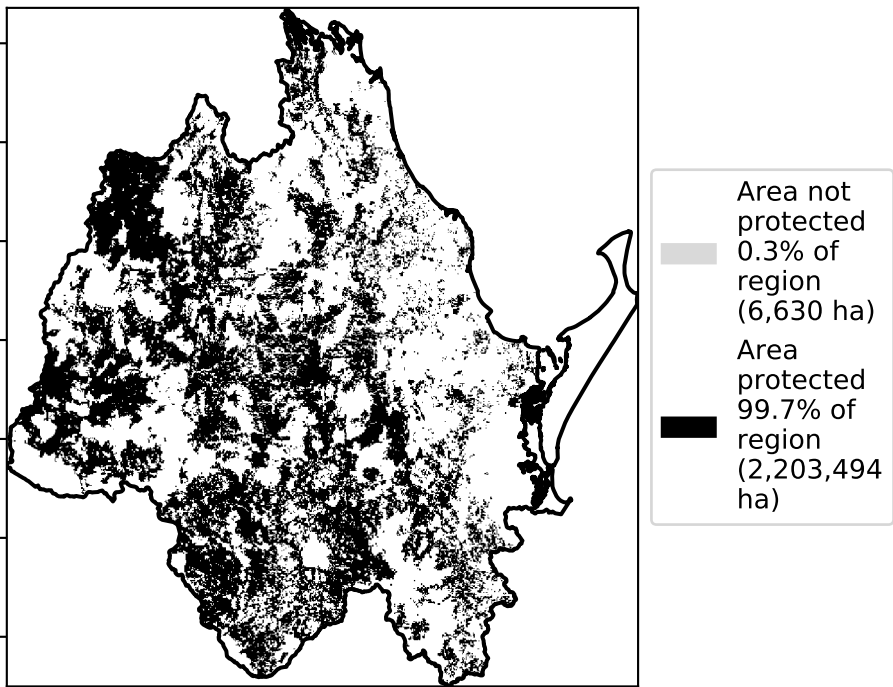 Area not
protected
0.3% of
region
(6,630 ha)
Area
protected
99.7% of
region
(2,203,494
ha)